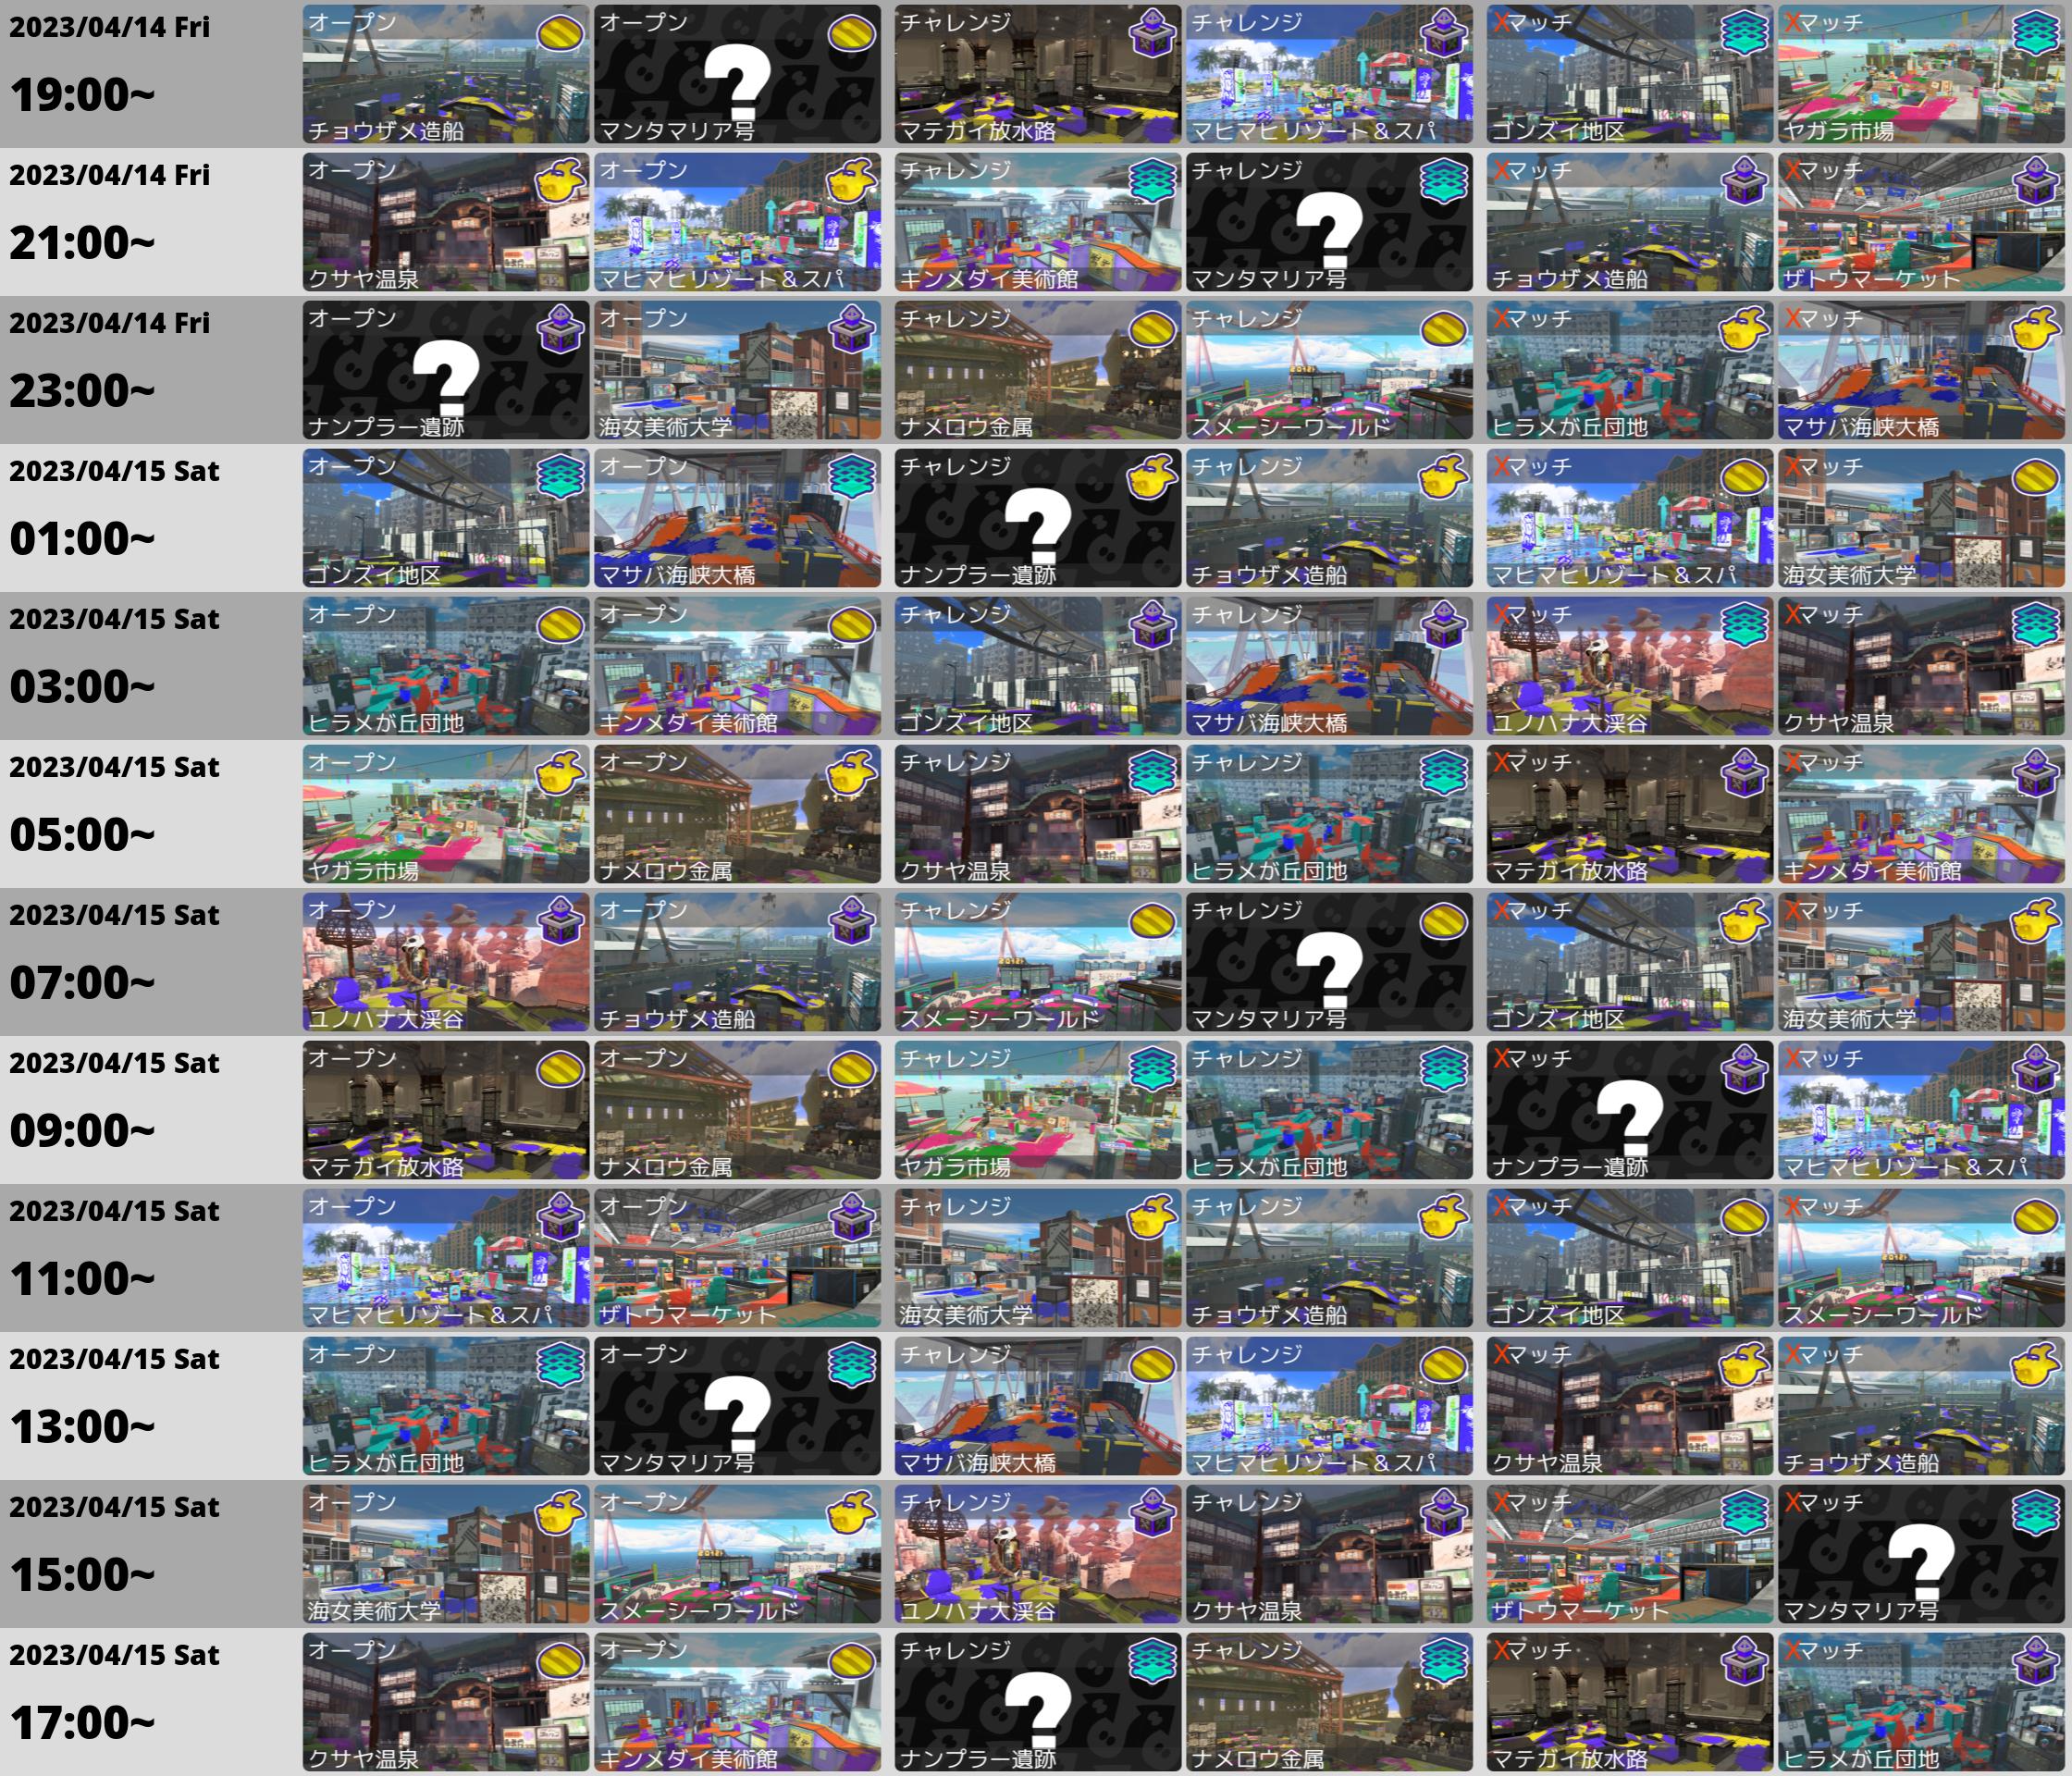 2023/04/14 Fri
19:00~
オープン オープン チャレンジ チャレンジ Xマッチ Xマッチ
チョウザメ造船 マンタマリア号 マテガイ放水路 マヒマヒリゾート＆スパ ゴンズイ地区 ヤガラ市場
2023/04/14 Fri
21:00~
オープン オープン チャレンジ チャレンジ Xマッチ Xマッチ
クサヤ温泉 マヒマヒリゾート＆スパ キンメダイ美術館 マンタマリア号 チョウザメ造船 ザトウマーケット
2023/04/14 Fri
23:00~
オープン オープン チャレンジ チャレンジ Xマッチ Xマッチ
ナンプラー遺跡 海女美術大学 ナメロウ金属 スメーシーワールド ヒラメが丘団地 マサバ海峡大橋
2023/04/15 Sat
01:00~
オープン オープン チャレンジ チャレンジ Xマッチ Xマッチ
ゴンズイ地区 マサバ海峡大橋 ナンプラー遺跡 チョウザメ造船 マヒマヒリゾート＆スパ 海女美術大学
2023/04/15 Sat
03:00~
オープン オープン チャレンジ チャレンジ Xマッチ Xマッチ
ヒラメが丘団地 キンメダイ美術館 ゴンズイ地区 マサバ海峡大橋 ユノハナ大渓谷 クサヤ温泉
2023/04/15 Sat
05:00~
オープン オープン チャレンジ チャレンジ Xマッチ Xマッチ
ヤガラ市場 ナメロウ金属 クサヤ温泉 ヒラメが丘団地 マテガイ放水路 キンメダイ美術館
2023/04/15 Sat
07:00~
オープン オープン チャレンジ チャレンジ Xマッチ Xマッチ
ユノハナ大渓谷 チョウザメ造船 スメーシーワールド マンタマリア号 ゴンズイ地区 海女美術大学
2023/04/15 Sat
09:00~
オープン オープン チャレンジ チャレンジ Xマッチ Xマッチ
マテガイ放水路 ナメロウ金属 ヤガラ市場 ヒラメが丘団地 ナンプラー遺跡 マヒマヒリゾート＆スパ
2023/04/15 Sat
11:00~
オープン オープン チャレンジ チャレンジ Xマッチ Xマッチ
マヒマヒリゾート＆スパ ザトウマーケット 海女美術大学 チョウザメ造船 ゴンズイ地区 スメーシーワールド
2023/04/15 Sat
13:00~
オープン オープン チャレンジ チャレンジ Xマッチ Xマッチ
ヒラメが丘団地 マンタマリア号 マサバ海峡大橋 マヒマヒリゾート＆スパ クサヤ温泉 チョウザメ造船
2023/04/15 Sat
15:00~
オープン オープン チャレンジ チャレンジ Xマッチ Xマッチ
海女美術大学 スメーシーワールド ユノハナ大渓谷 クサヤ温泉 ザトウマーケット マンタマリア号
2023/04/15 Sat
17:00~
オープン オープン チャレンジ チャレンジ Xマッチ Xマッチ
クサヤ温泉 キンメダイ美術館 ナンプラー遺跡 ナメロウ金属 マテガイ放水路 ヒラメが丘団地